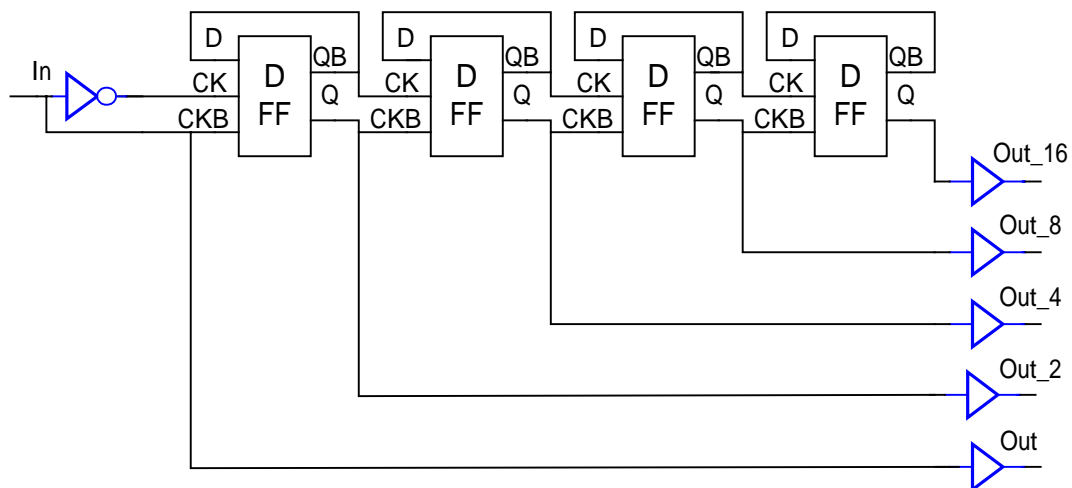 D D D D
QB QB QB QB
In CK D CK D CK D CK D
Q Q Q Q
CKB FF CKB FF CKB FF CKB FF
Out_16
Out_8
Out_4
Out_2
Out